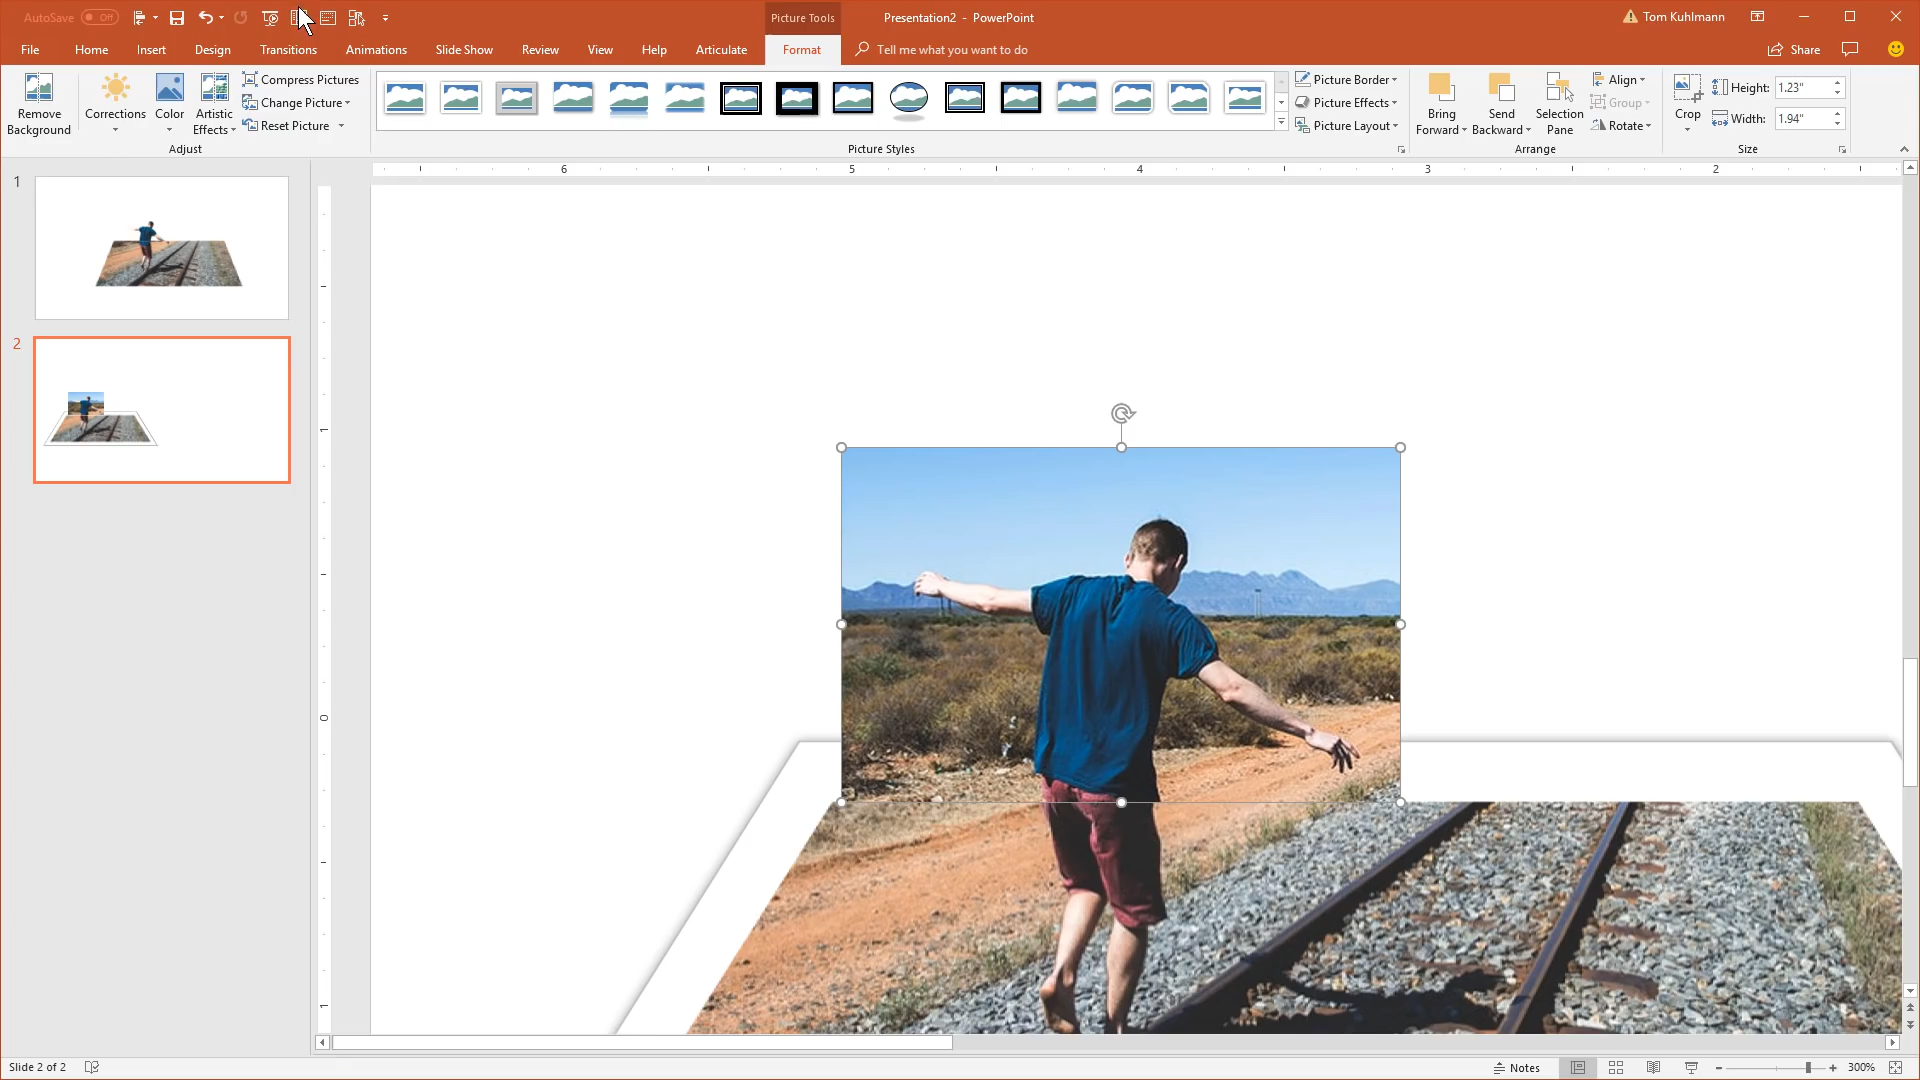 AutoSave Off
Picture Tools
Presentation2 - PowerPoint
Tom Kuhlmann
File Home Insert Design Transitions Animations Slide Show Review View Help Articulate Format Tell me what you want to do Share
Remove Background
Corrections
Color
Artistic Effects
Compress Pictures
Change Picture
Reset Picture
Adjust
Picture Styles
Picture Border
Picture Effects
Picture Layout
Bring Forward
Send Backward
Selection Pane
Align
Group
Rotate
Arrange
Crop
Height: 1.23"
Width: 1.94"
Size
6 5 4 3 2
1
2
1
0
1
Slide 2 of 2
Notes
300%